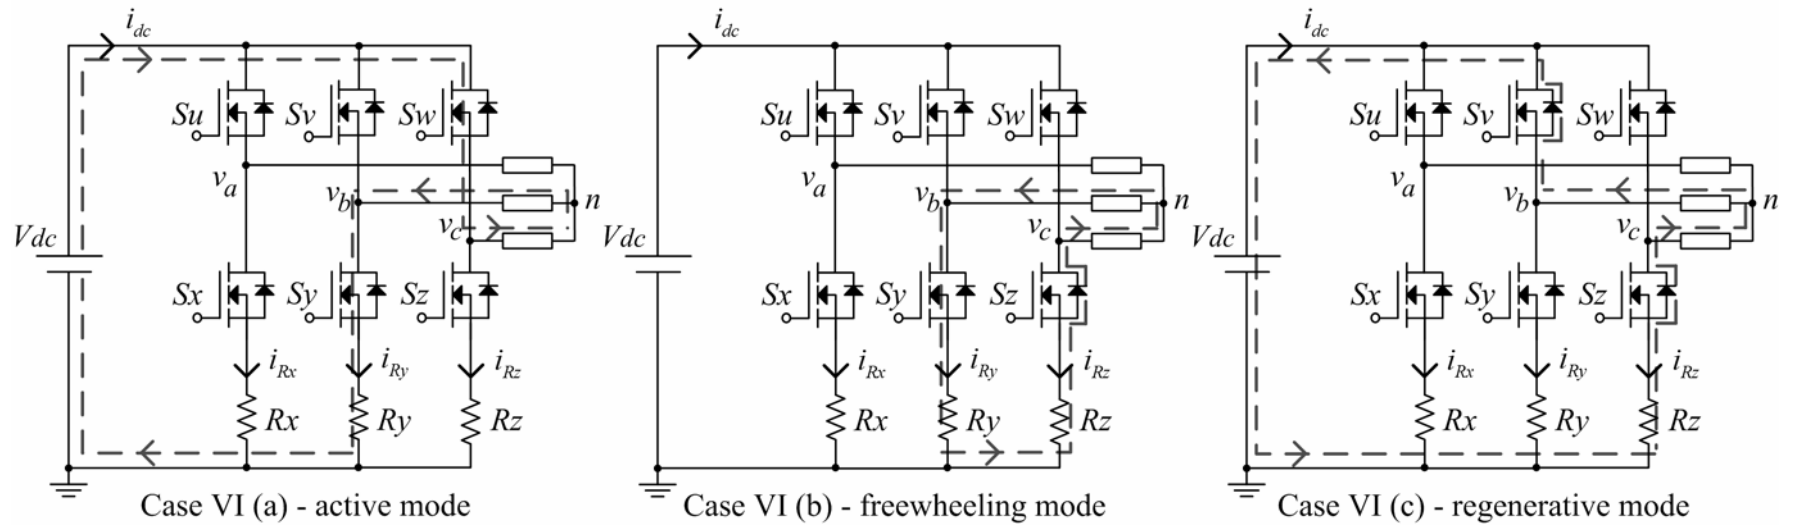 i_dc i_dc i_dc
Su Sv Sw Su Sv Sw Su Sv Sw
v_a v_b n v_a v_b n v_a v_b n
v_c v_c v_c
Vdc Vdc Vdc
Sx Sy Sz Sx Sy Sz Sx Sy Sz
i_Rx i_Ry i_Rz i_Rx i_Ry i_Rz i_Rx i_Ry i_Rz
Rx Ry Rz Rx Ry Rz Rx Ry Rz
Case VI (a) - active mode Case VI (b) - freewheeling mode Case VI (c) - regenerative mode